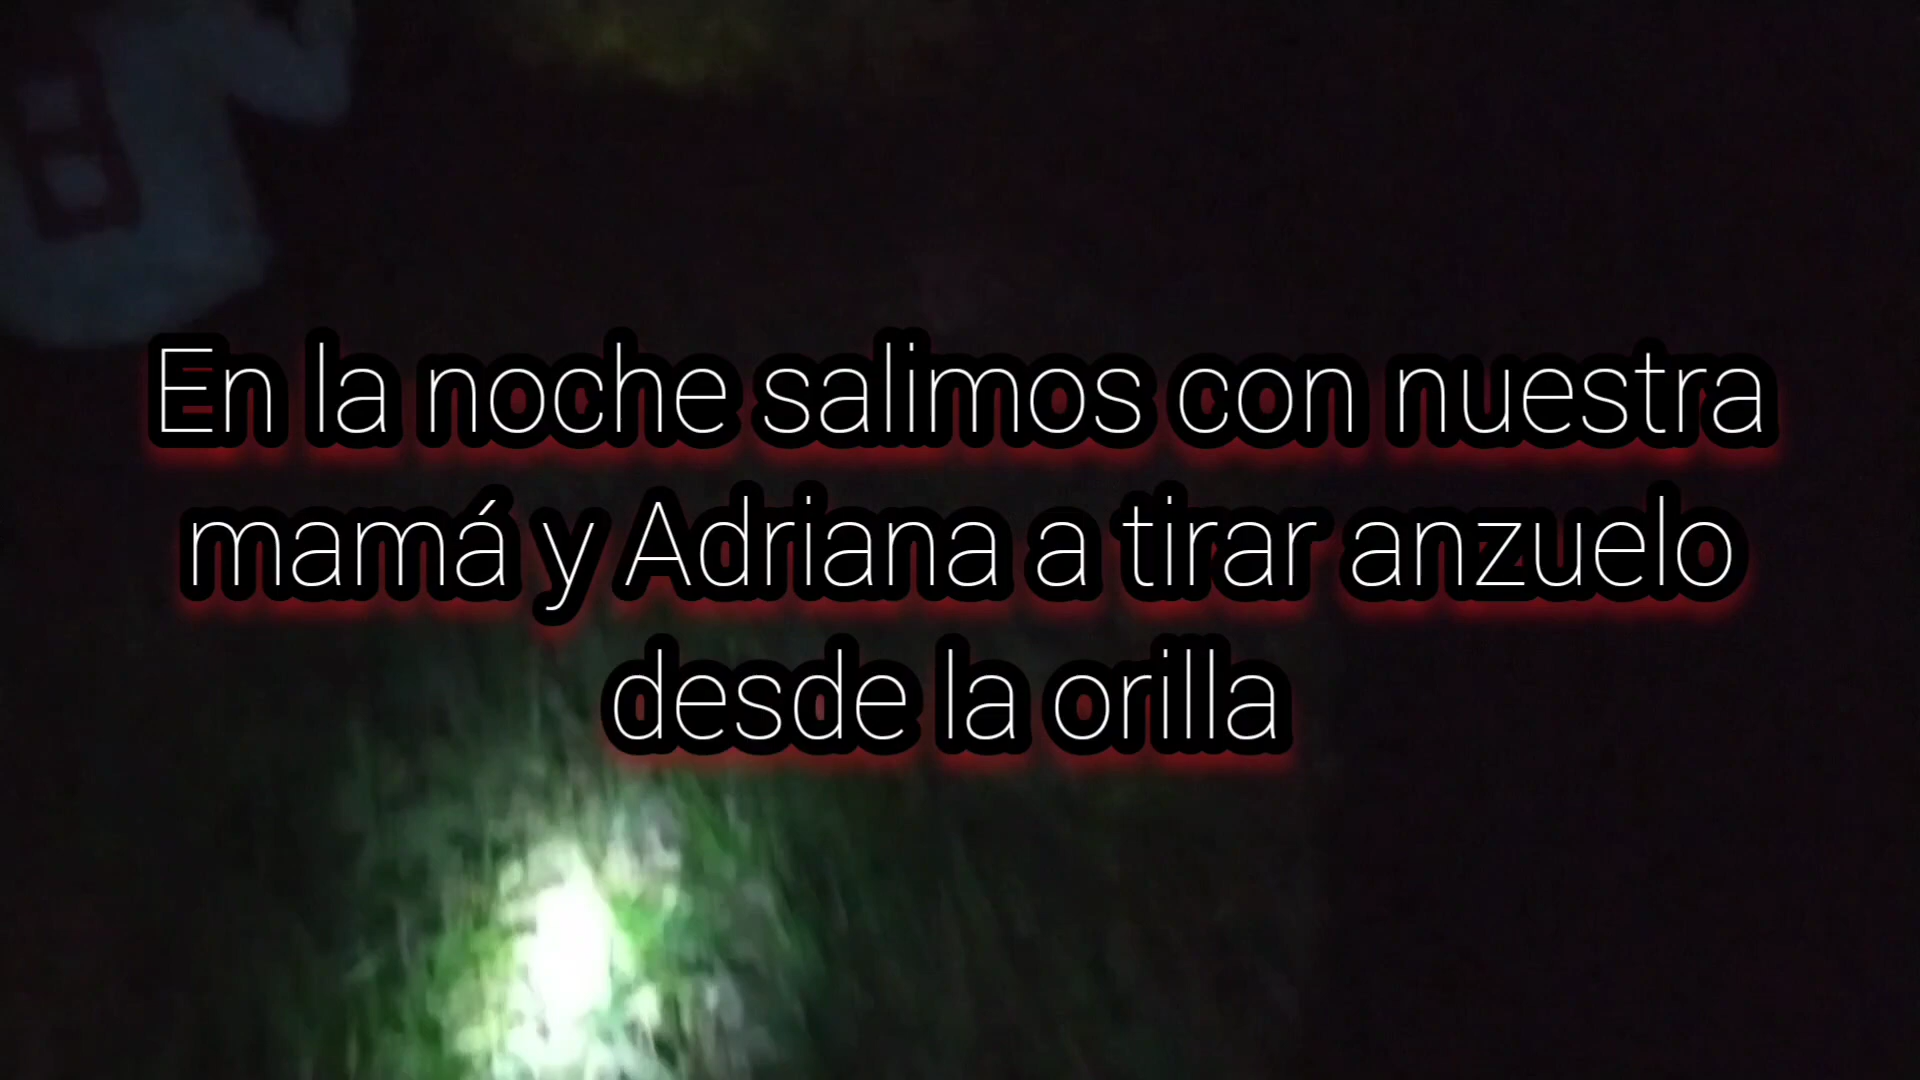 En la noche salimos con nuestra
mamá y Adriana a tirar anzuelo
desde la orilla